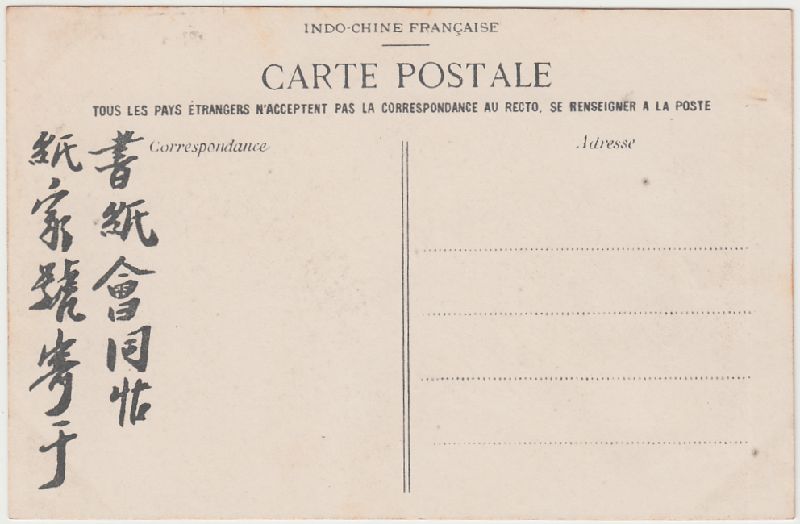 INDO-CHINE FRANÇAISE
CARTE POSTALE
TOUS LES PAYS ÉTRANGERS N'ACCEPTENT PAS LA CORRESPONDANCE AU RECTO, SE RENSEIGNER A LA POSTE
Correspondance
Adresse
書紙會同帖
紙家號寄于